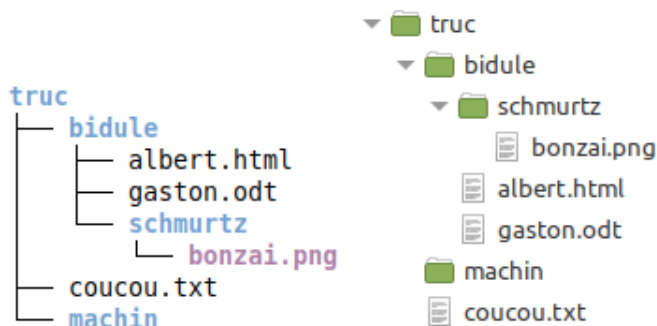 truc
bidule
albert.html
gaston.odt
schmurtz
bonzai.png
coucou.txt
machin
truc
bidule
schmurtz
bonzai.png
albert.html
gaston.odt
machin
coucou.txt